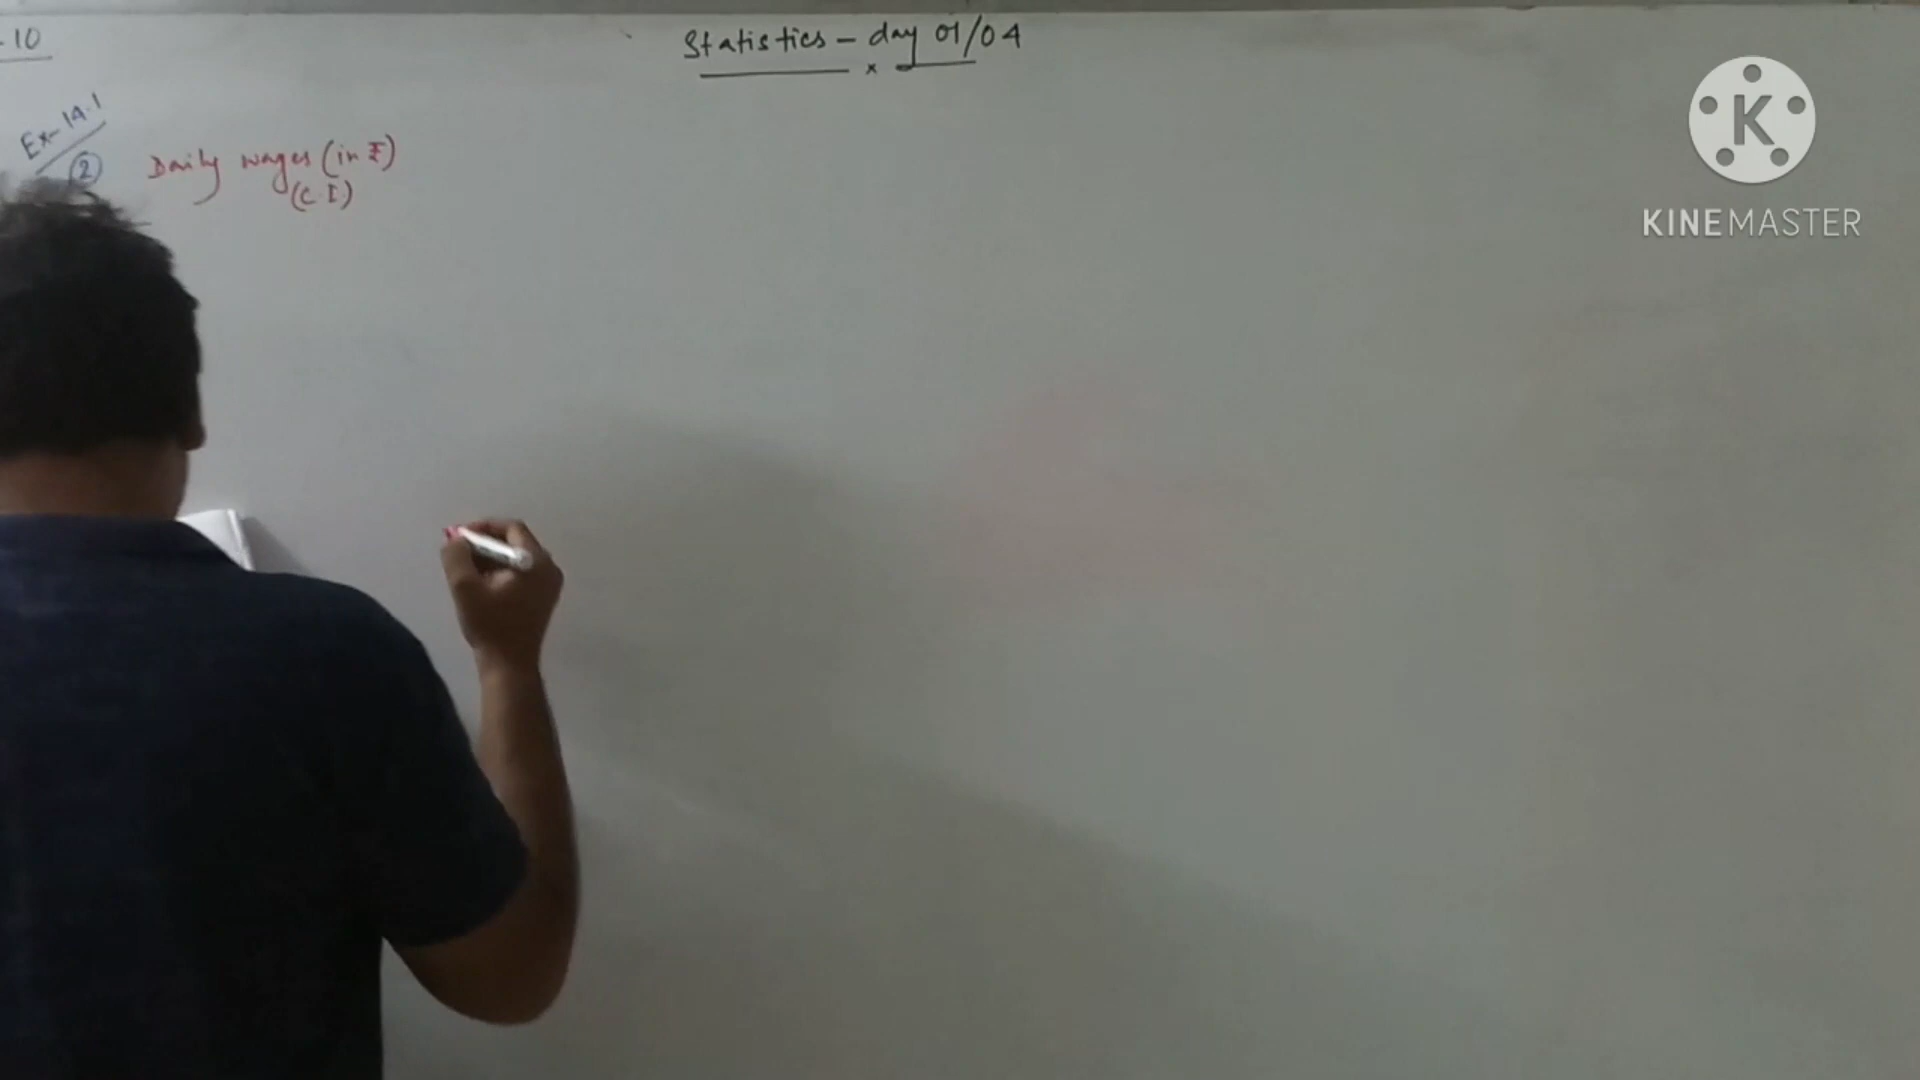 -10
Statistics - day 01/04
x
Ex-14.1
②
Daily wages (in ₹)
(C.I.)
K
KINEMASTER